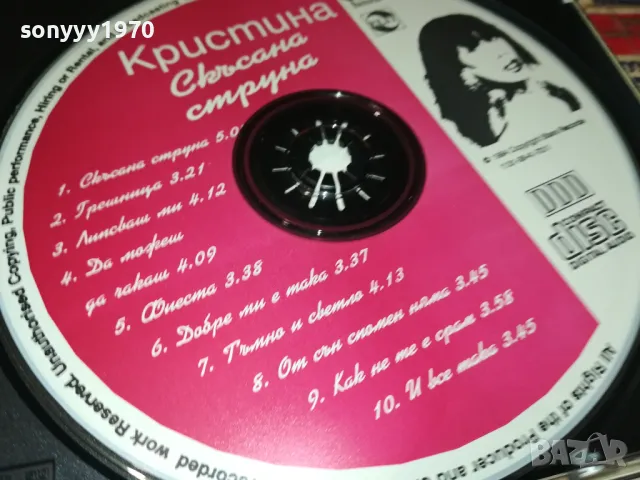 sonyyy1970
Кристина
Скъсана
струна
1. Скъсана струна 5.0
2. Грешница 3.21
3. Липсваш ми 4.12
4. Да можеш
да чакаш 4.09
5. Фиеста 3.38
6. Добре ми е така 3.37
7. Тъмно и светло 4.13
8. От сън спомен няма 3.45
9. Как не те е срам 3.58
10. И все така 3.45
DDD
COMPACT
disc
DIGITAL AUDIO
work Reserved. Unauthorised Copying, Public performance, Hiring or Rental,
All Rights of the Producer and
BAZAR